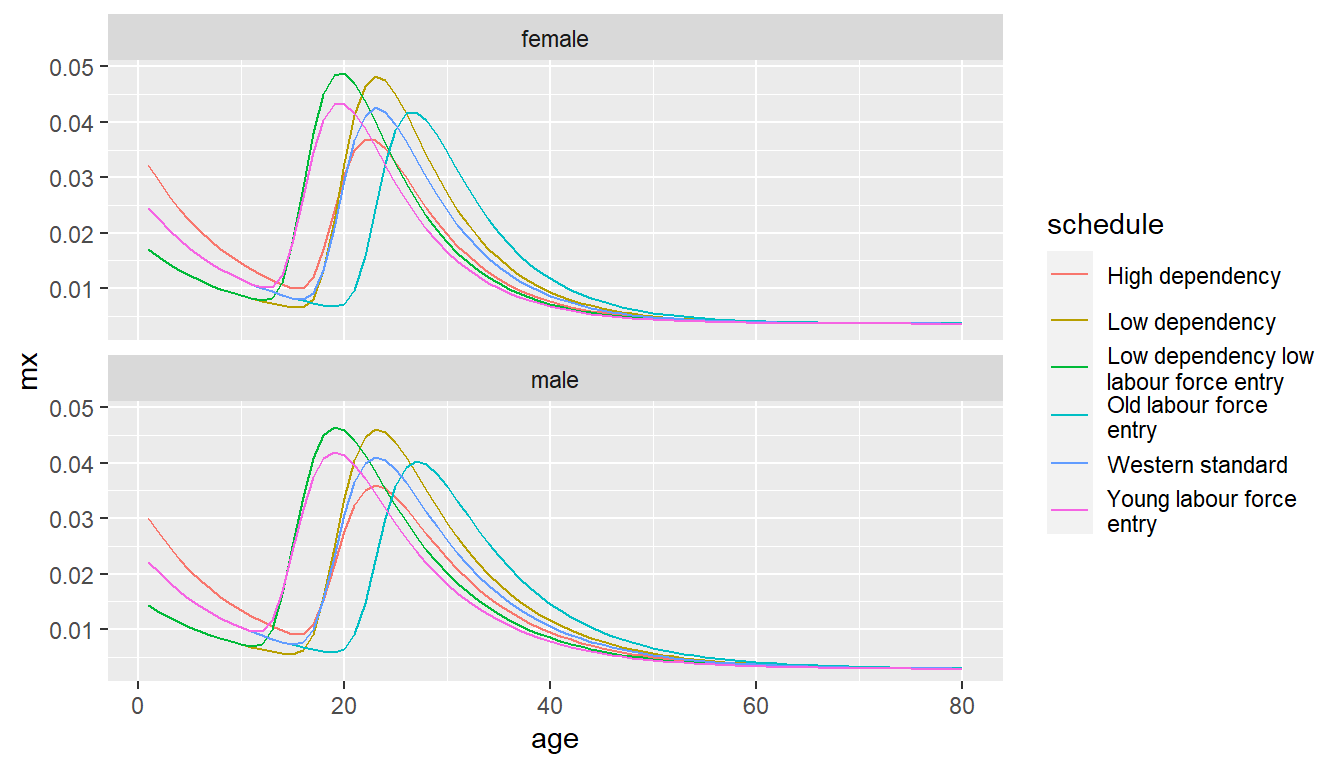 female
0.05
0.04
0.03
0.02
0.01
mx
male
0.05
0.04
0.03
0.02
0.01
0 20 40 60 80
age
schedule
High dependency
Low dependency
Low dependency low
labour force entry
Old labour force
entry
Western standard
Young labour force
entry